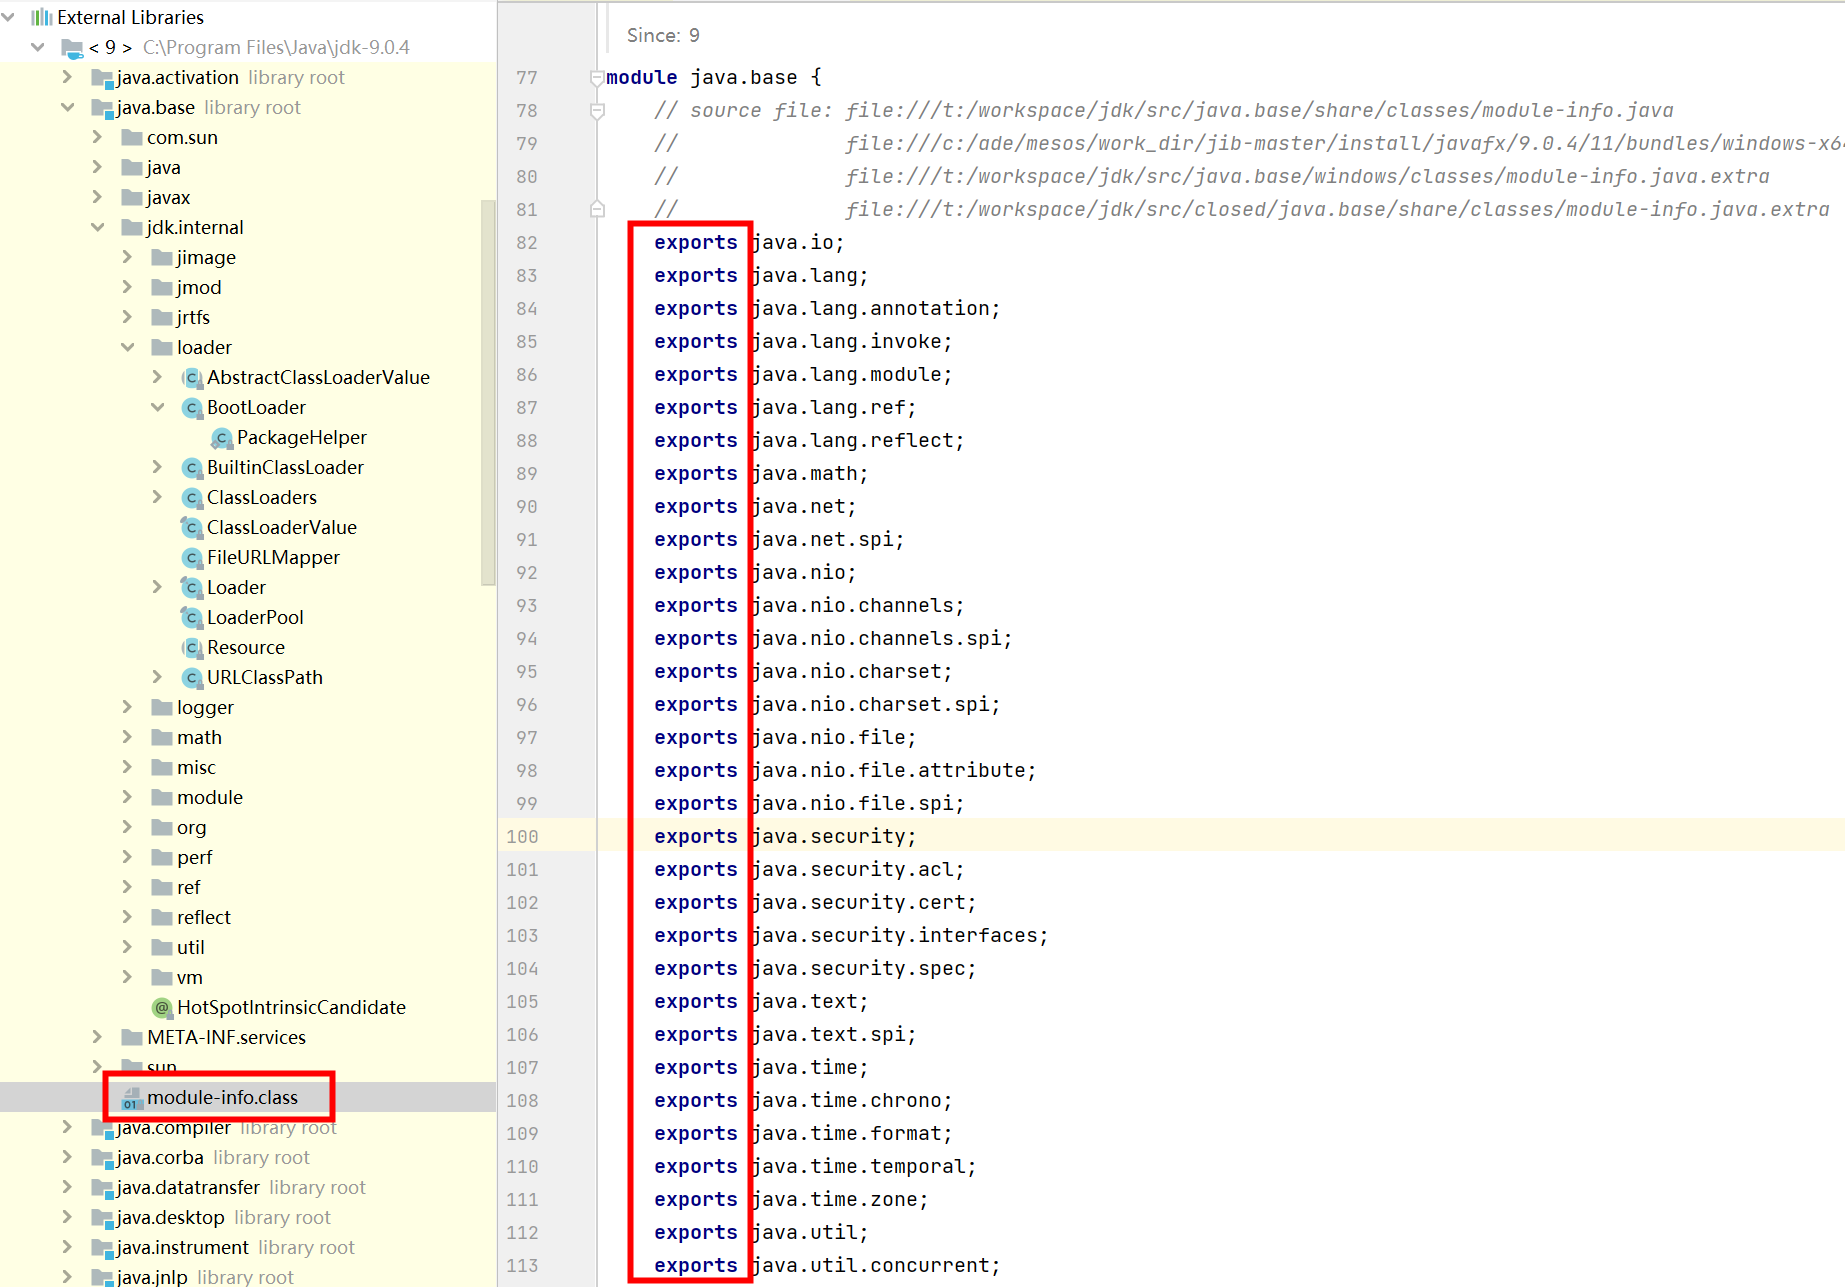 External Libraries
< 9 > C:\Program Files\Java\jdk-9.0.4
java.activation library root
java.base library root
com.sun
java
javax
jdk.internal
jimage
jmod
jrtfs
loader
AbstractClassLoaderValue
BootLoader
PackageHelper
BuiltinClassLoader
ClassLoaders
ClassLoaderValue
FileURLMapper
Loader
LoaderPool
Resource
URLClassPath
logger
math
misc
module
org
perf
ref
reflect
util
vm
HotSpotIntrinsicCandidate
META-INF.services
sun
module-info.class
java.compiler library root
java.corba library root
java.datatransfer library root
java.desktop library root
java.instrument library root
java.jnlp library root
Since: 9
77 module java.base {
78 // source file: file:///t:/workspace/jdk/src/java.base/share/classes/module-info.java
79 // file:///c:/ade/mesos/work_dir/jib-master/install/javafx/9.0.4/11/bundles/windows-x64
80 // file:///t:/workspace/jdk/src/java.base/windows/classes/module-info.java.extra
81 // file:///t:/workspace/jdk/src/closed/java.base/share/classes/module-info.java.extra
82 exports java.io;
83 exports java.lang;
84 exports java.lang.annotation;
85 exports java.lang.invoke;
86 exports java.lang.module;
87 exports java.lang.ref;
88 exports java.lang.reflect;
89 exports java.math;
90 exports java.net;
91 exports java.net.spi;
92 exports java.nio;
93 exports java.nio.channels;
94 exports java.nio.channels.spi;
95 exports java.nio.charset;
96 exports java.nio.charset.spi;
97 exports java.nio.file;
98 exports java.nio.file.attribute;
99 exports java.nio.file.spi;
100 exports java.security;
101 exports java.security.acl;
102 exports java.security.cert;
103 exports java.security.interfaces;
104 exports java.security.spec;
105 exports java.text;
106 exports java.text.spi;
107 exports java.time;
108 exports java.time.chrono;
109 exports java.time.format;
110 exports java.time.temporal;
111 exports java.time.zone;
112 exports java.util;
113 exports java.util.concurrent;